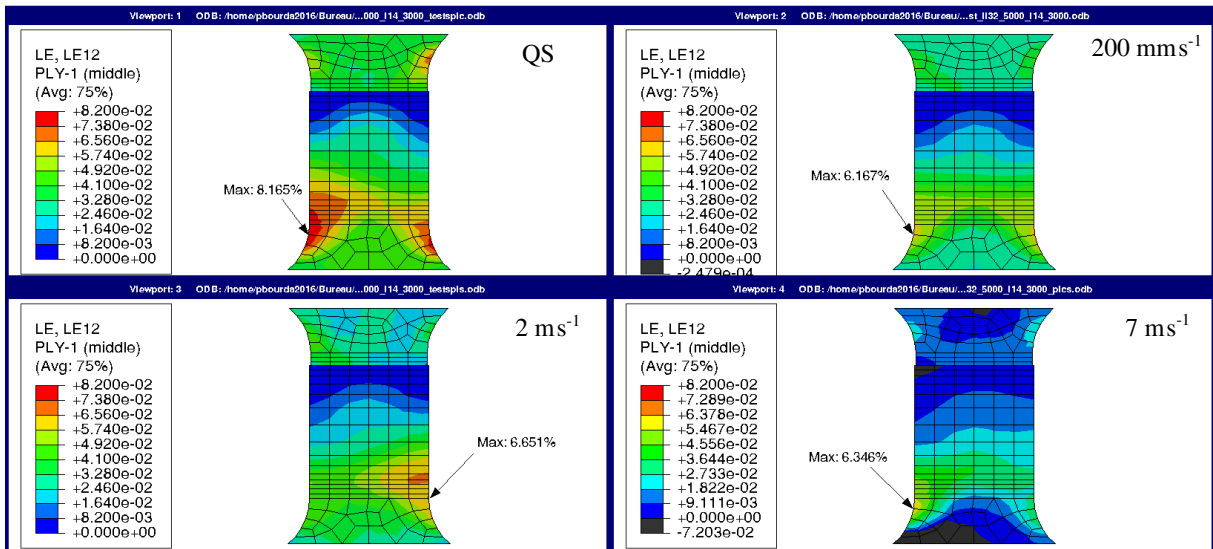 Viewport: 1 ODB: /home/pbourda2016/Bureau/...000_l14_3000_testsplc.odb
QS
LE, LE12
PLY-1 (middle)
(Avg: 75%)
+8.200e-02
+7.380e-02
+6.560e-02
+5.740e-02
+4.920e-02
+4.100e-02
+3.280e-02
+2.460e-02
+1.640e-02
+8.200e-03
+0.000e+00
Max: 8.165%
Viewport: 2 ODB: /home/pbourda2016/Bureau/...st_ll32_5000_l14_3000.odb
200 mms⁻¹
LE, LE12
PLY-1 (middle)
(Avg: 75%)
+8.200e-02
+7.380e-02
+6.560e-02
+5.740e-02
+4.920e-02
+4.100e-02
+3.280e-02
+2.460e-02
+1.640e-02
+8.200e-03
+0.000e+00
-2.479e-04
Max: 6.167%
Viewport: 3 ODB: /home/pbourda2016/Bureau/...000_l14_3000_testspls.odb
2 ms⁻¹
LE, LE12
PLY-1 (middle)
(Avg: 75%)
+8.200e-02
+7.380e-02
+6.560e-02
+5.740e-02
+4.920e-02
+4.100e-02
+3.280e-02
+2.460e-02
+1.640e-02
+8.200e-03
+0.000e+00
Max: 6.651%
Viewport: 4 ODB: /home/pbourda2016/Bureau/...32_5000_l14_3000_plcs.odb
7 ms⁻¹
LE, LE12
PLY-1 (middle)
(Avg: 75%)
+8.200e-02
+7.289e-02
+6.378e-02
+5.467e-02
+4.556e-02
+3.644e-02
+2.733e-02
+1.822e-02
+9.111e-03
+0.000e+00
-7.203e-02
Max: 6.346%